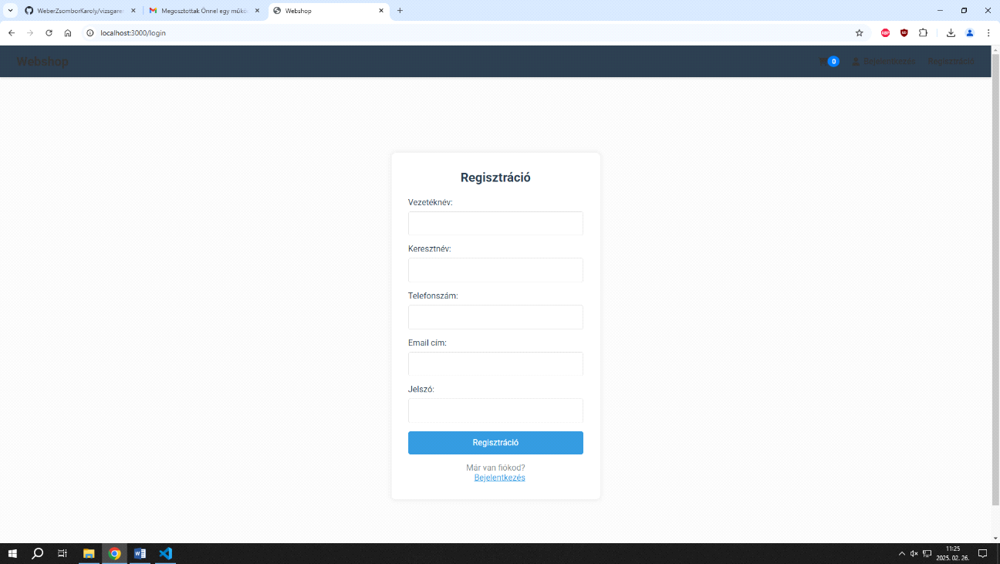 WeberZsomborKaroly/vizsgarem
Megosztottak Önnel egy műkö
Webshop
localhost:3000/login
Webshop
0
Bejelentkezés
Regisztráció
Regisztráció
Vezetéknév:
Keresztnév:
Telefonszám:
Email cím:
Jelszó:
Regisztráció
Már van fiókod?
Bejelentkezés
11:25
2025. 02. 26.